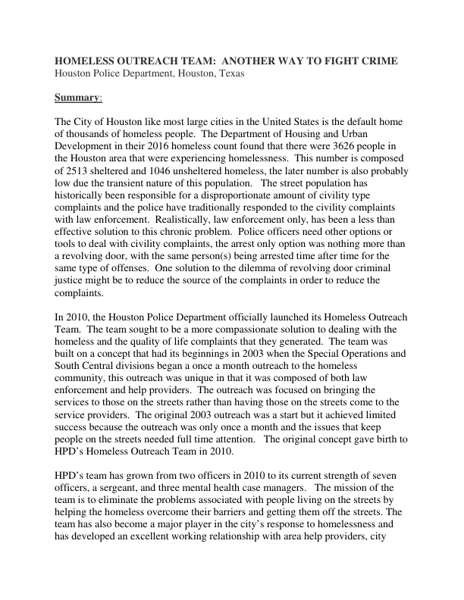 HOMELESS OUTREACH TEAM:  ANOTHER WAY TO FIGHT CRIME
Houston Police Department, Houston, Texas
Summary:
The City of Houston like most large cities in the United States is the default home
of thousands of homeless people.  The Department of Housing and Urban
Development in their 2016 homeless count found that there were 3626 people in
the Houston area that were experiencing homelessness.  This number is composed
of 2513 sheltered and 1046 unsheltered homeless, the later number is also probably
low due the transient nature of this population.   The street population has
historically been responsible for a disproportionate amount of civility type
complaints and the police have traditionally responded to the civility complaints
with law enforcement.  Realistically, law enforcement only, has been a less than
effective solution to this chronic problem.  Police officers need other options or
tools to deal with civility complaints, the arrest only option was nothing more than
a revolving door, with the same person(s) being arrested time after time for the
same type of offenses.  One solution to the dilemma of revolving door criminal
justice might be to reduce the source of the complaints in order to reduce the
complaints.
In 2010, the Houston Police Department officially launched its Homeless Outreach
Team.  The team sought to be a more compassionate solution to dealing with the
homeless and the quality of life complaints that they generated.  The team was
built on a concept that had its beginnings in 2003 when the Special Operations and
South Central divisions began a once a month outreach to the homeless
community, this outreach was unique in that it was composed of both law
enforcement and help providers.  The outreach was focused on bringing the
services to those on the streets rather than having those on the streets come to the
service providers.  The original 2003 outreach was a start but it achieved limited
success because the outreach was only once a month and the issues that keep
people on the streets needed full time attention.   The original concept gave birth to
HPD's Homeless Outreach Team in 2010.
HPD's team has grown from two officers in 2010 to its current strength of seven
officers, a sergeant, and three mental health case managers.   The mission of the
team is to eliminate the problems associated with people living on the streets by
helping the homeless overcome their barriers and getting them off the streets. The
team has also become a major player in the city's response to homelessness and
has developed an excellent working relationship with area help providers, city